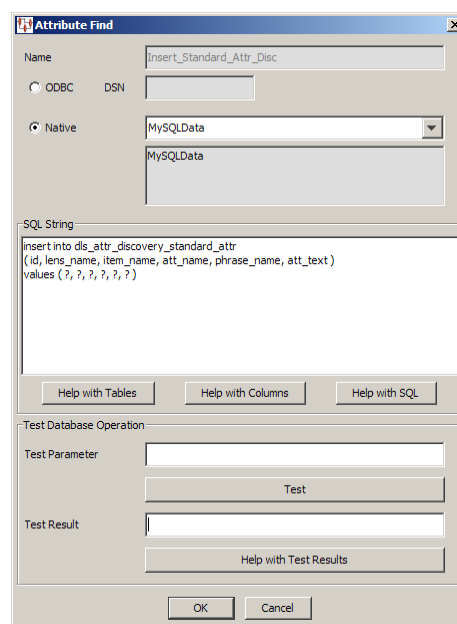 Attribute Find
Name Insert_Standard_Attr_Disc
ODBC DSN
Native MySQLData
MySQLData
SQL String
insert into dls_attr_discovery_standard_attr
( id, lens_name, item_name, att_name, phrase_name, att_text )
values ( ?, ?, ?, ?, ?, ? )
Help with Tables Help with Columns Help with SQL
Test Database Operation
Test Parameter
Test
Test Result
Help with Test Results
OK Cancel